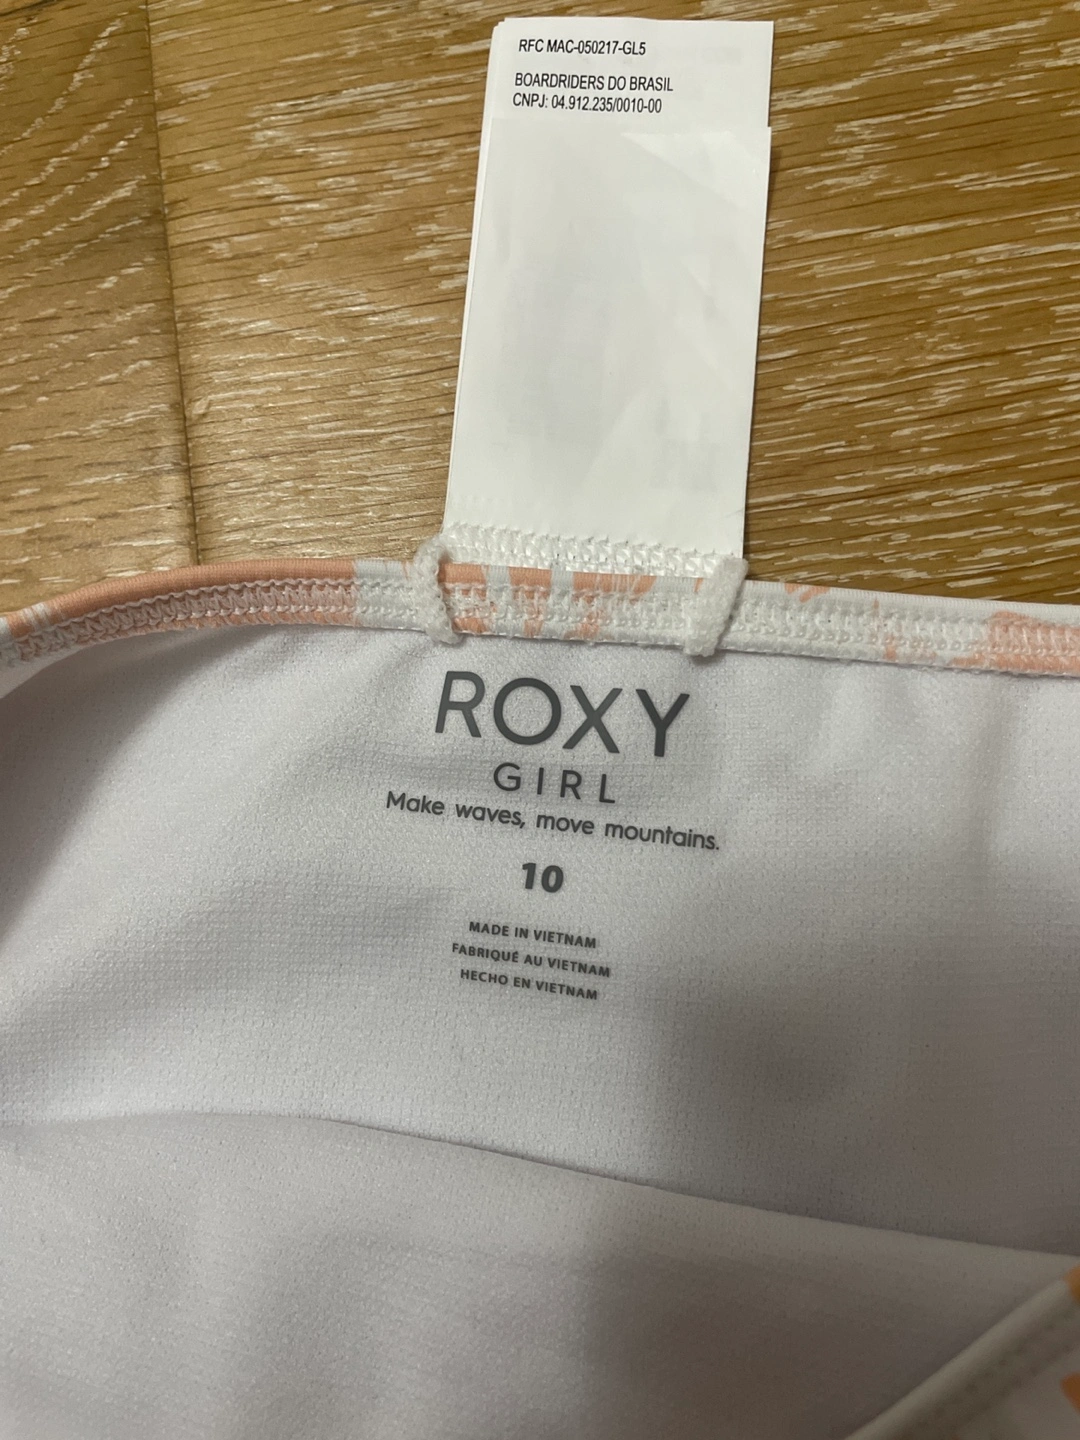 RFC MAC-050217-GL5
BOARDRIDERS DO BRASIL
CNPJ: 04.912.235/0010-00
ROXY
GIRL
Make waves, move mountains.
10
MADE IN VIETNAM
FABRIQUÉ AU VIETNAM
HECHO EN VIETNAM